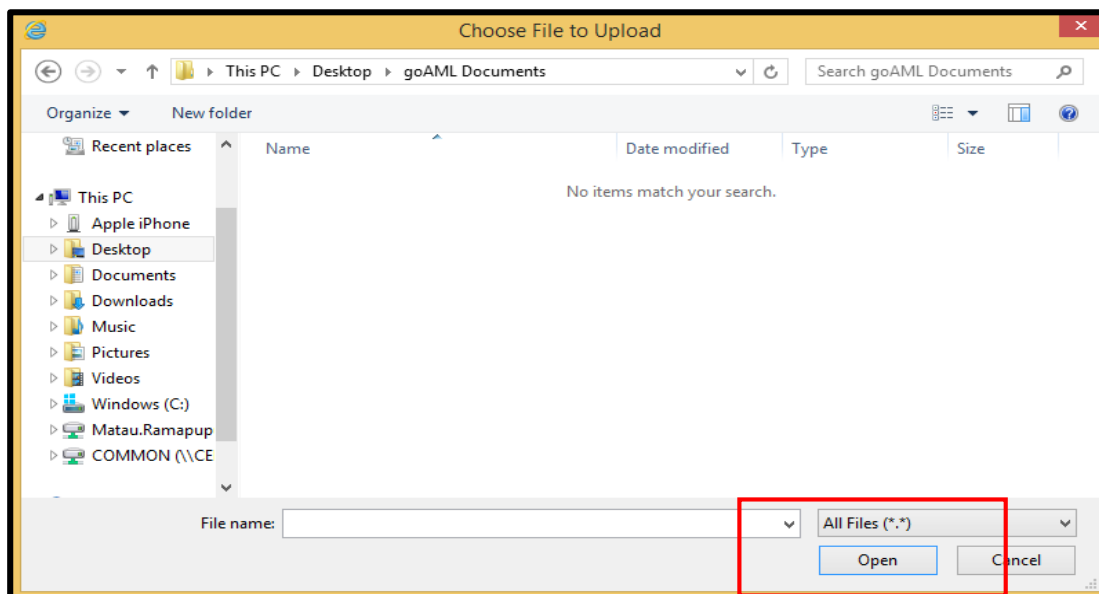 Choose File to Upload
This PC Desktop goAML Documents
Search goAML Documents
Organize New folder
Name Date modified Type Size
No items match your search.
Recent places
This PC
Apple iPhone
Desktop
Documents
Downloads
Music
Pictures
Videos
Windows (C:)
Matau.Ramapup
COMMON (\\CE
File name: All Files (*.*)
Open Cancel